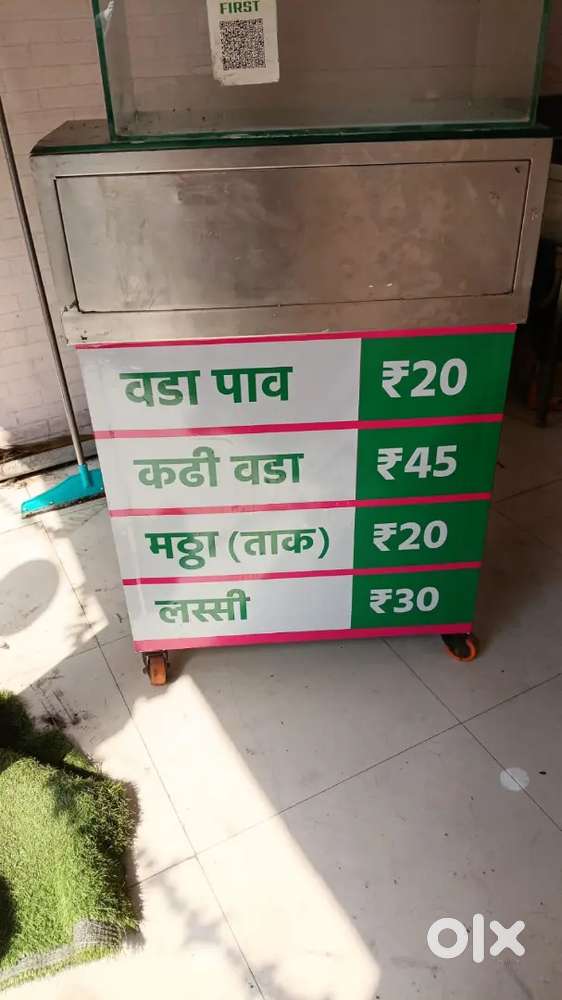 FIRST
वडा पाव ₹20
कढी वडा ₹45
मठ्ठा (ताक) ₹20
लस्सी ₹30
olx